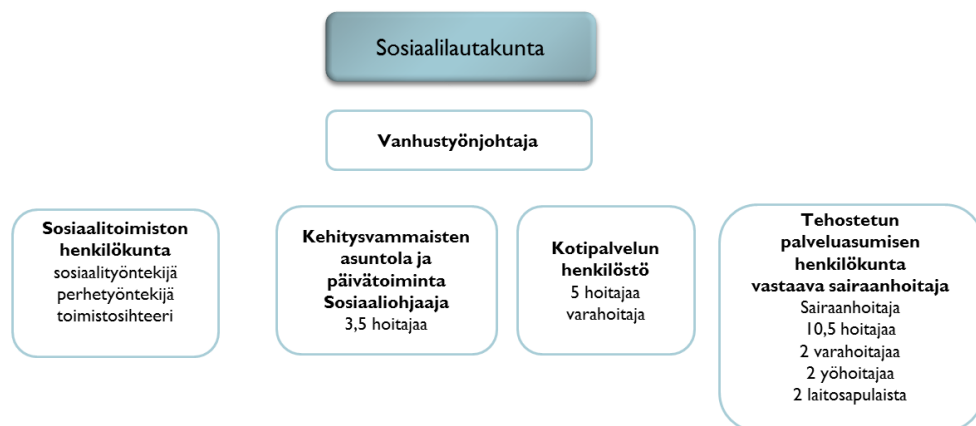 Sosiaalilautakunta
Vanhustyönjohtaja
Sosiaalitoimiston
henkilökunta
sosiaalityöntekijä
perhetyöntekijä
toimistosihteeri
Kehitysvammaisten
asuntola ja
päivätoiminta
Sosiaaliohjaaja
3,5 hoitajaa
Kotipalvelun
henkilöstö
5 hoitajaa
varahoitaja
Tehostetun
palveluasumisen
henkilökunta
vastaava sairaanhoitaja
Sairaanhoitaja
10,5 hoitajaa
2 varahoitajaa
2 yöhoitajaa
2 laitosapulaista